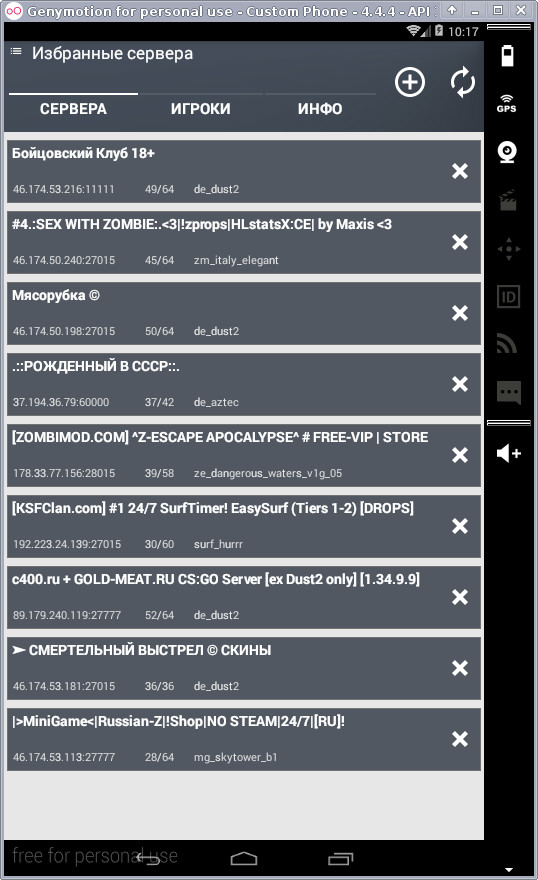 Genymotion for personal use - Custom Phone - 4.4.4 - API
10:17
Избранные сервера
СЕРВЕРА ИГРОКИ ИНФО
Бойцовский Клуб 18+
46.174.53.216:11111 49/64 de_dust2
#4.:SEX WITH ZOMBIE:.<3|!zprops|HLstatsX:CE| by Maxis <3
46.174.50.240:27015 45/64 zm_italy_elegant
Мясорубка ©
46.174.50.198:27015 50/64 de_dust2
.::РОЖДЕННЫЙ В СССР::.
37.194.36.79:60000 37/42 de_aztec
[ZOMBIMOD.COM] ^Z-ESCAPE APOCALYPSE^ # FREE-VIP | STORE
178.33.77.156:28015 39/58 ze_dangerous_waters_v1g_05
[KSFClan.com] #1 24/7 SurfTimer! EasySurf (Tiers 1-2) [DROPS]
192.223.24.139:27015 30/60 surf_hurrr
c400.ru + GOLD-MEAT.RU CS:GO Server [ex Dust2 only] [1.34.9.9]
89.179.240.119:27777 52/64 de_dust2
➤ СМЕРТЕЛЬНЫЙ ВЫСТРЕЛ © СКИНЫ
46.174.53.181:27015 36/36 de_dust2
|>MiniGame<|Russian-Z|!Shop|NO STEAM|24/7|[RU]!
46.174.53.113:27777 28/64 mg_skytower_b1
free for personal use
GPS
ID